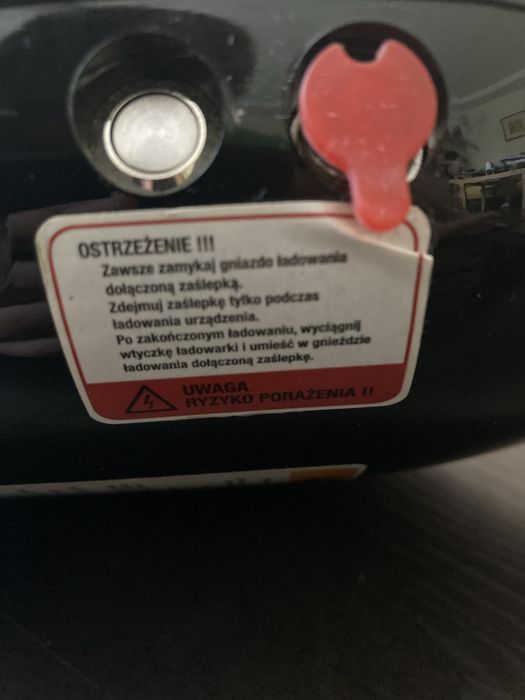 OSTRZEŻENIE !!!
Zawsze zamykaj gniazdo ładowania
dołączoną zaślepką.
Zdejmuj zaślepkę tylko podczas
ładowania urządzenia.
Po zakończonym ładowaniu, wyciągnij
wtyczkę ładowarki i umieść w gnieździe
ładowania dołączoną zaślepkę.
UWAGA
RYZYKO PORAŻENIA !!